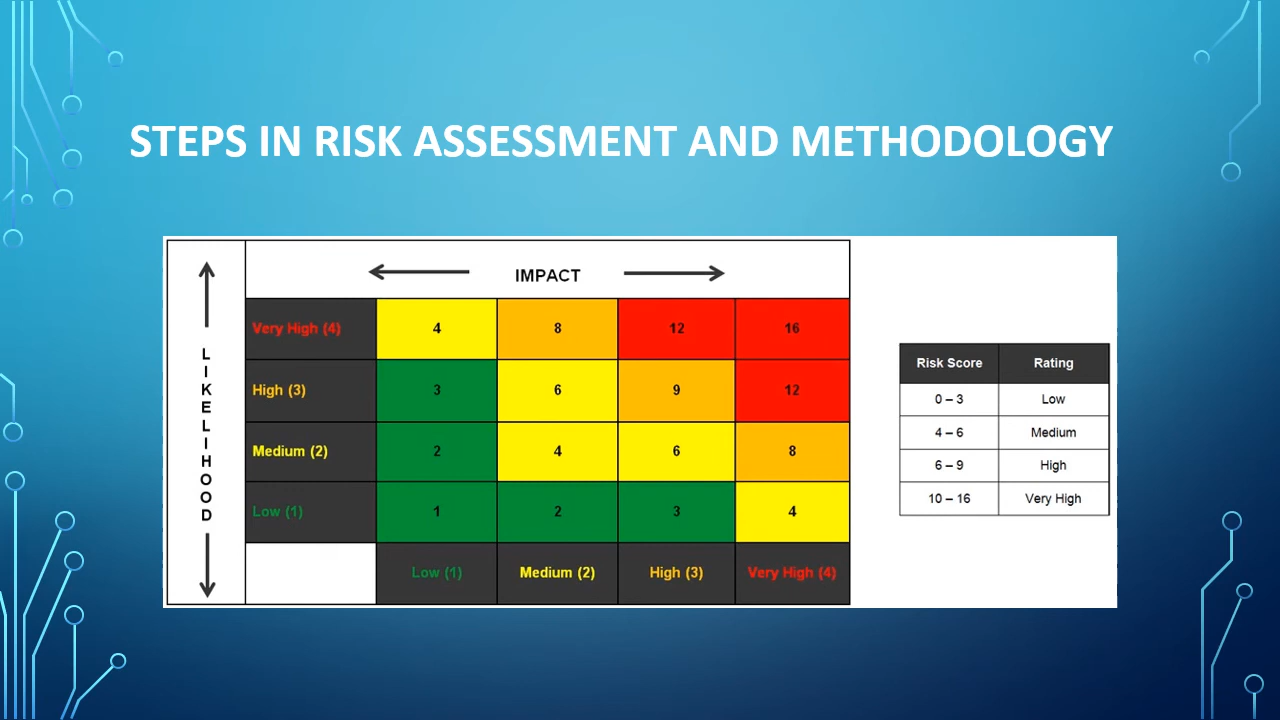 STEPS IN RISK ASSESSMENT AND METHODOLOGY
IMPACT
LIKELIHOOD
Very High (4) 4 8 12 16
High (3) 3 6 9 12
Medium (2) 2 4 6 8
Low (1) 1 2 3 4
Low (1) Medium (2) High (3) Very High (4)
Risk Score Rating
0 – 3 Low
4 – 6 Medium
6 – 9 High
10 – 16 Very High